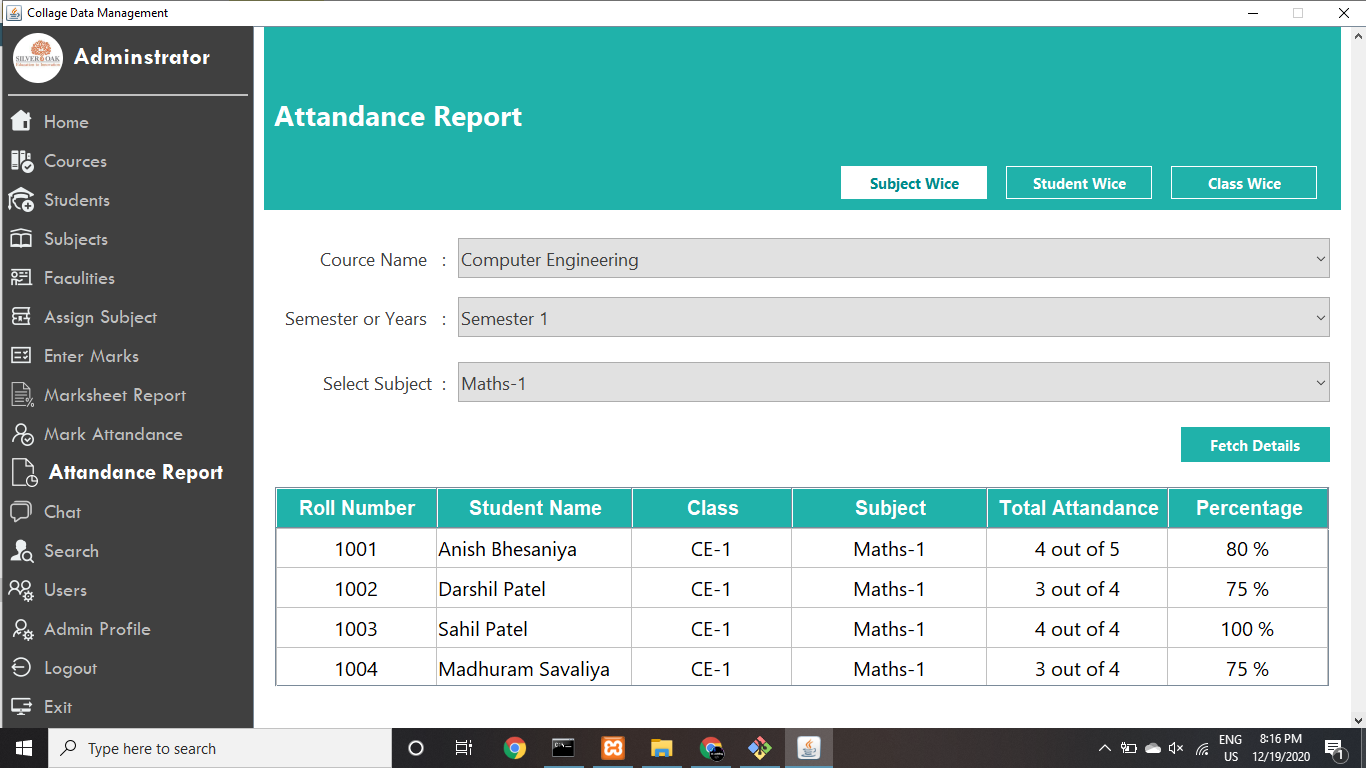 Collage Data Management
SILVER OAK
Education to Innovation
Adminstrator
Home
Cources
Students
Subjects
Faculities
Assign Subject
Enter Marks
Marksheet Report
Mark Attandance
Attandance Report
Chat
Search
Users
Admin Profile
Logout
Exit
Attandance Report
Subject Wice Student Wice Class Wice
Cource Name : Computer Engineering
Semester or Years : Semester 1
Select Subject : Maths-1
Fetch Details
Roll Number Student Name Class Subject Total Attandance Percentage
1001 Anish Bhesaniya CE-1 Maths-1 4 out of 5 80 %
1002 Darshil Patel CE-1 Maths-1 3 out of 4 75 %
1003 Sahil Patel CE-1 Maths-1 4 out of 4 100 %
1004 Madhuram Savaliya CE-1 Maths-1 3 out of 4 75 %
Type here to search
ENG 8:16 PM
US 12/19/2020
1